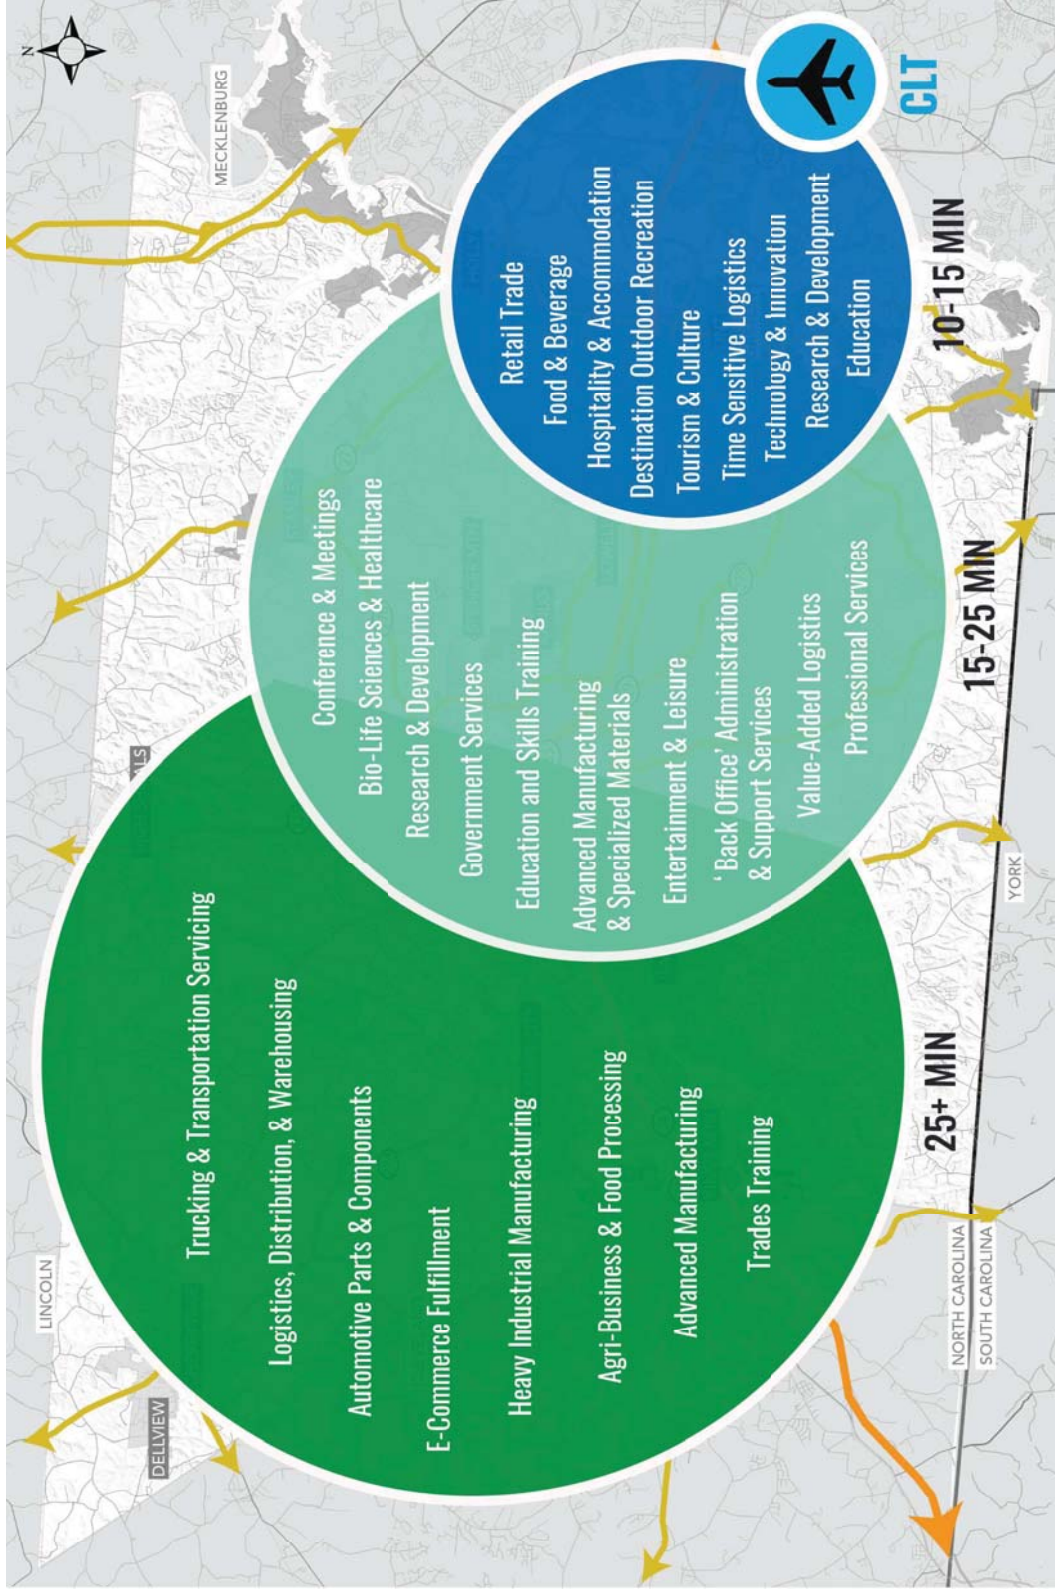 N
LINCOLN
MECKLENBURG
DELLVIEW
ALS
Trucking & Transportation Servicing
Logistics, Distribution, & Warehousing
Automotive Parts & Components
E-Commerce Fulfillment
Heavy Industrial Manufacturing
Agri-Business & Food Processing
Advanced Manufacturing
Trades Training
Conference & Meetings
Bio-Life Sciences & Healthcare
Research & Development
Government Services
Education and Skills Training
Advanced Manufacturing
& Specialized Materials
Entertainment & Leisure
‘ Back Office’ Administration
& Support Services
Value-Added Logistics
Professional Services
Retail Trade
Food & Beverage
Hospitality & Accommodation
Destination Outdoor Recreation
Tourism & Culture
Time Sensitive Logistics
Technology & Innovation
Research & Development
Education
CLT
25+ MIN
15-25 MIN
10-15 MIN
NORTH CAROLINA
SOUTH CAROLINA
YORK